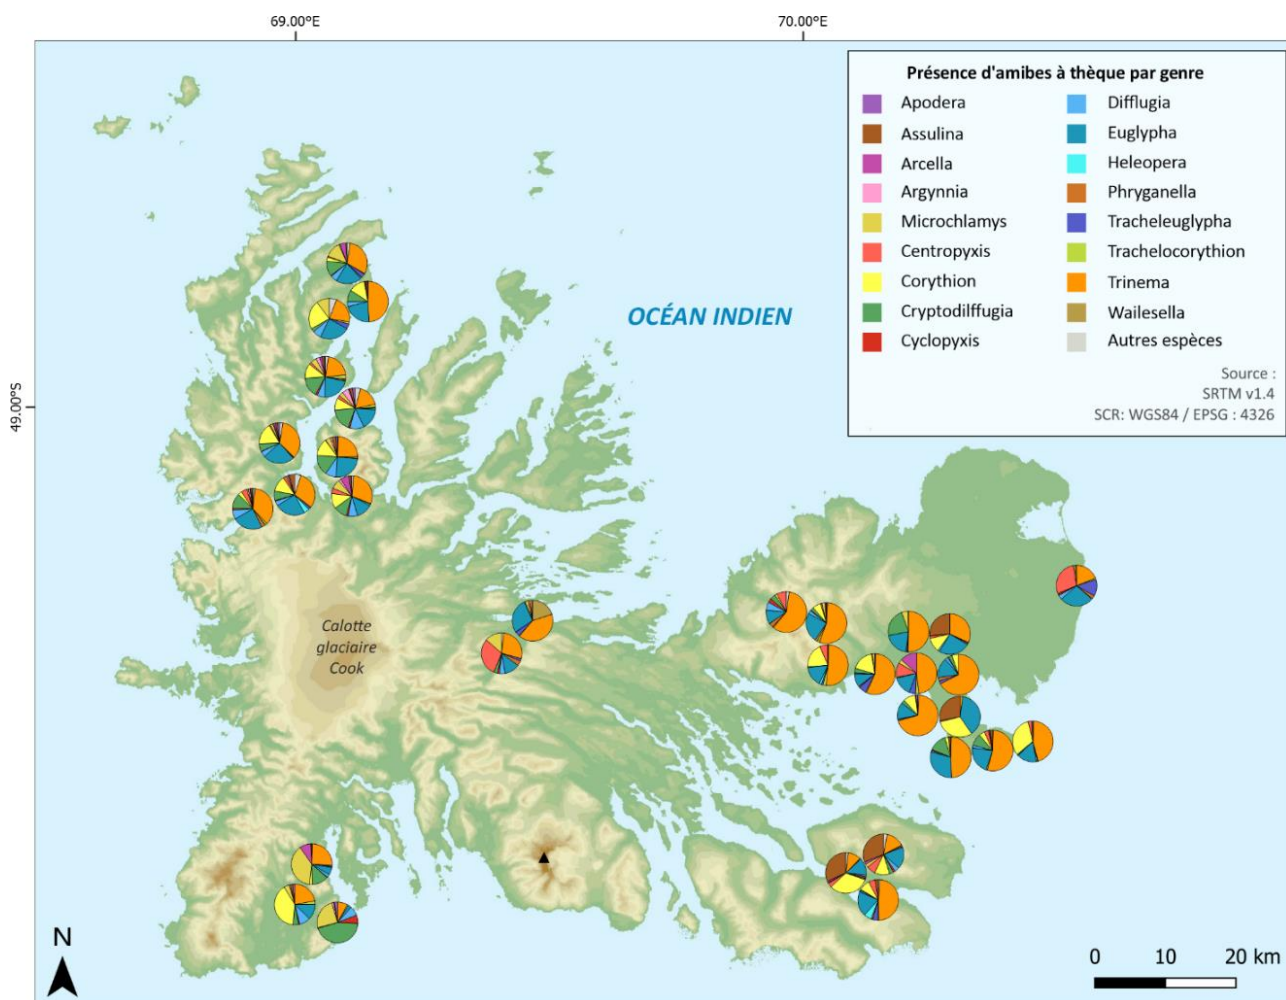 69.00°E
70.00°E
49.00°S
Présence d'amibes à thèque par genre
Apodera
Assulina
Arcella
Argynnia
Microchlamys
Centropyxis
Corythion
Cryptodilffugia
Cyclopyxis
Difflugia
Euglypha
Heleopera
Phryganella
Tracheleuglypha
Trachelocorythion
Trinema
Wailesella
Autres espèces
Source :
SRTM v1.4
SCR: WGS84 / EPSG : 4326
OCÉAN INDIEN
Calotte
glaciaire
Cook
N
0 10 20 km